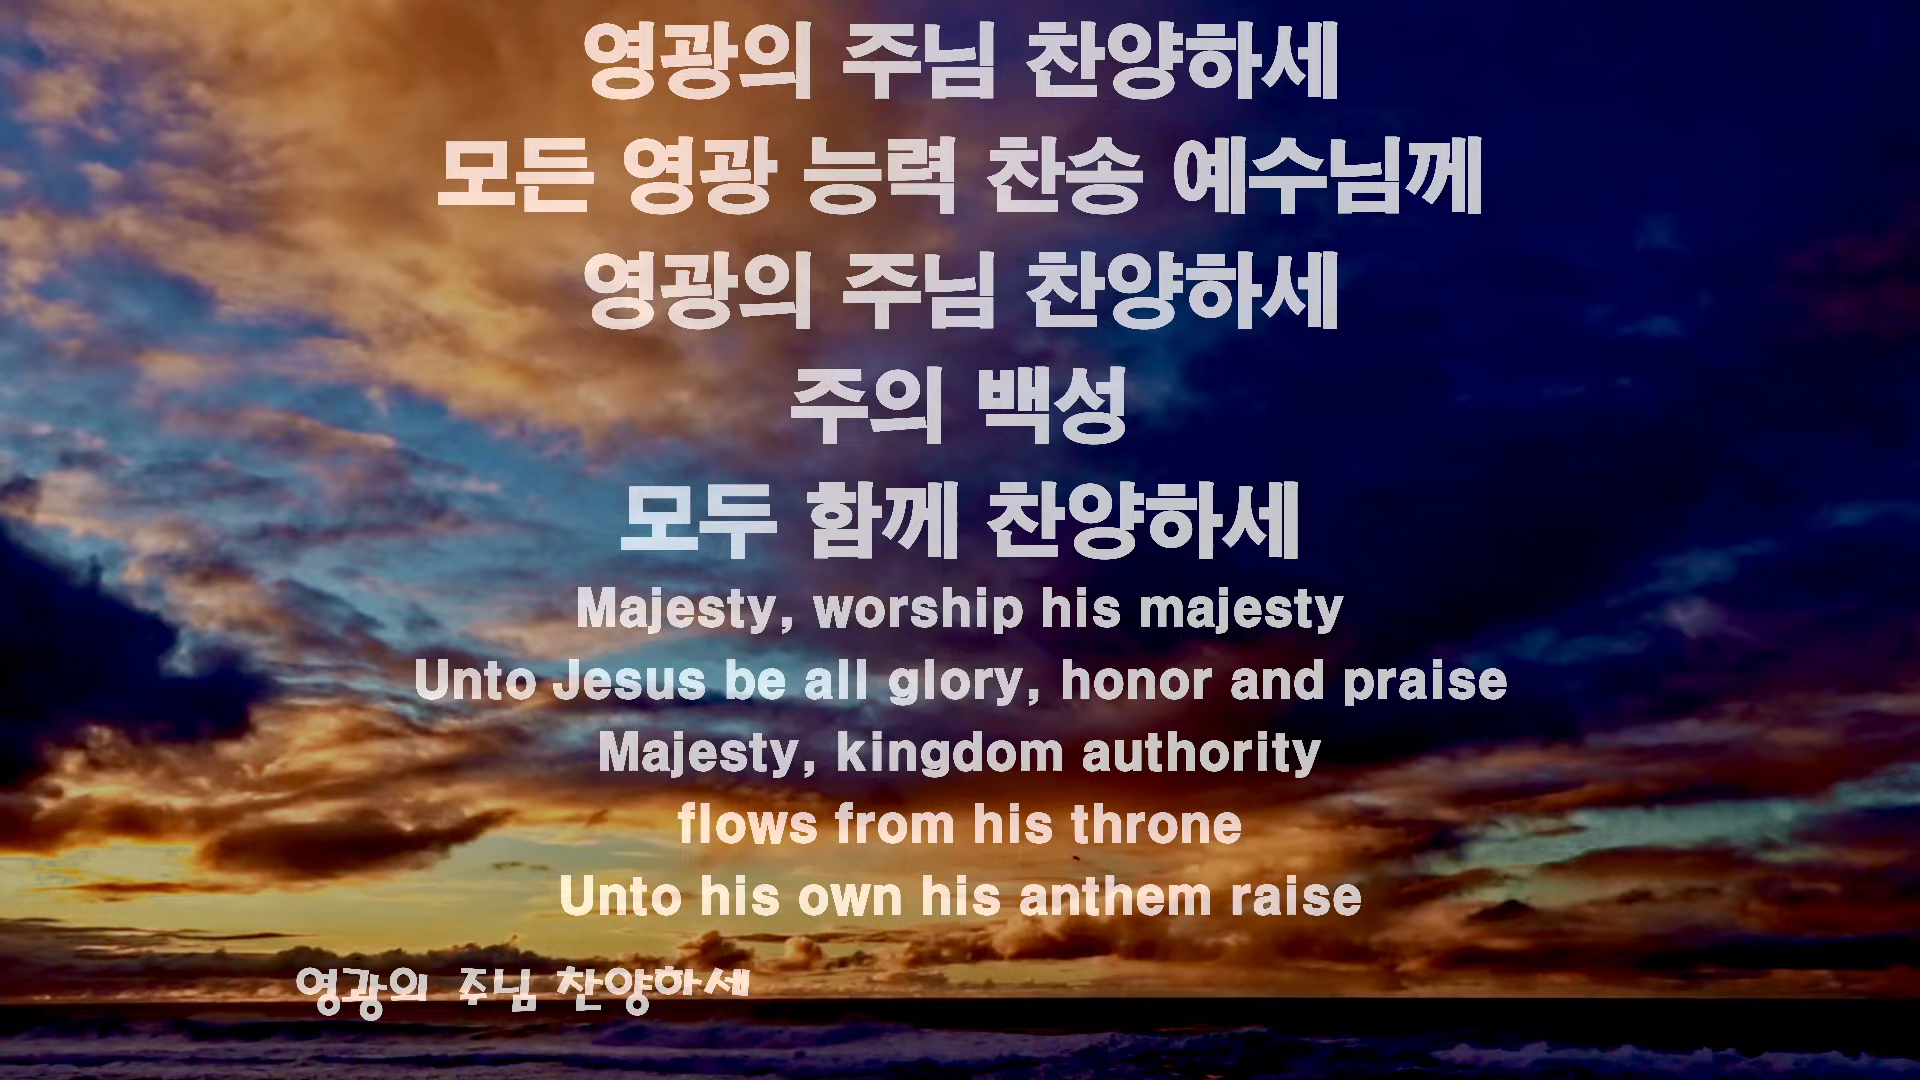 영광의 주님 찬양하세
모든 영광 능력 찬송 예수님께
영광의 주님 찬양하세
주의 백성
모두 함께 찬양하세
Majesty, worship his majesty
Unto Jesus be all glory, honor and praise
Majesty, kingdom authority
flows from his throne
Unto his own his anthem raise
영광의 주님 찬양하세